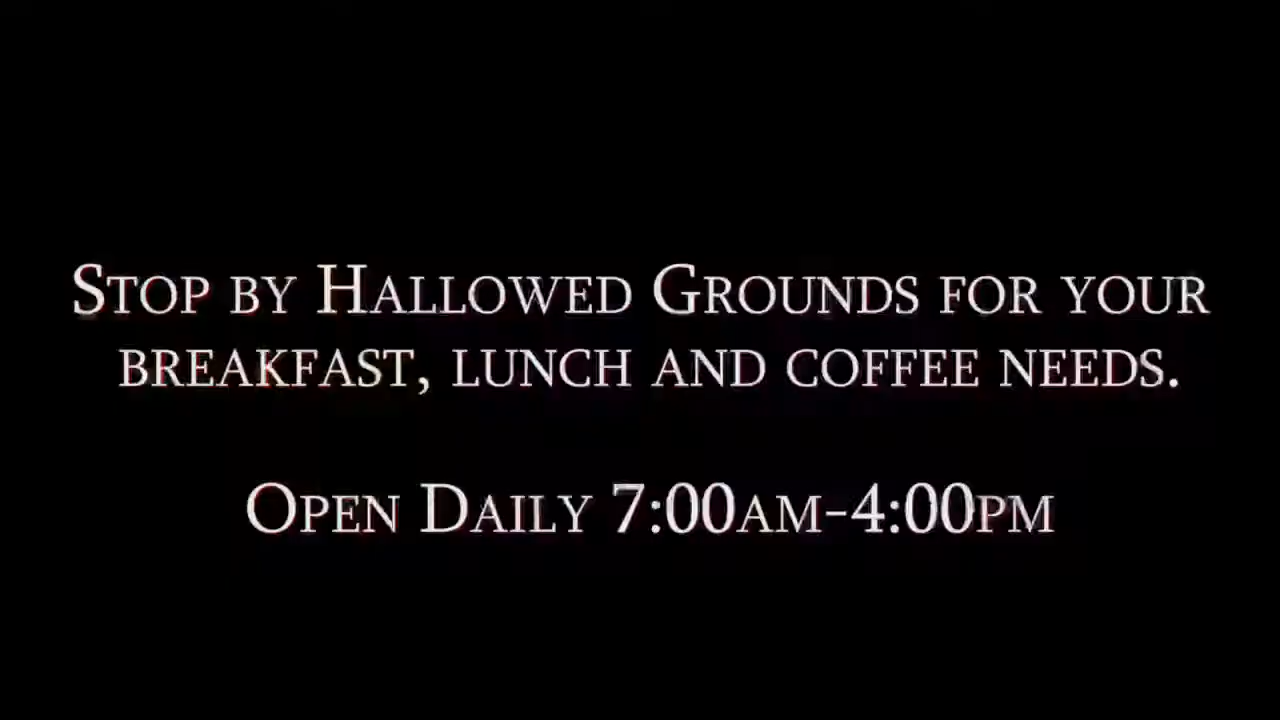 Stop by Hallowed Grounds for your
breakfast, lunch and coffee needs.
Open Daily 7:00am-4:00pm